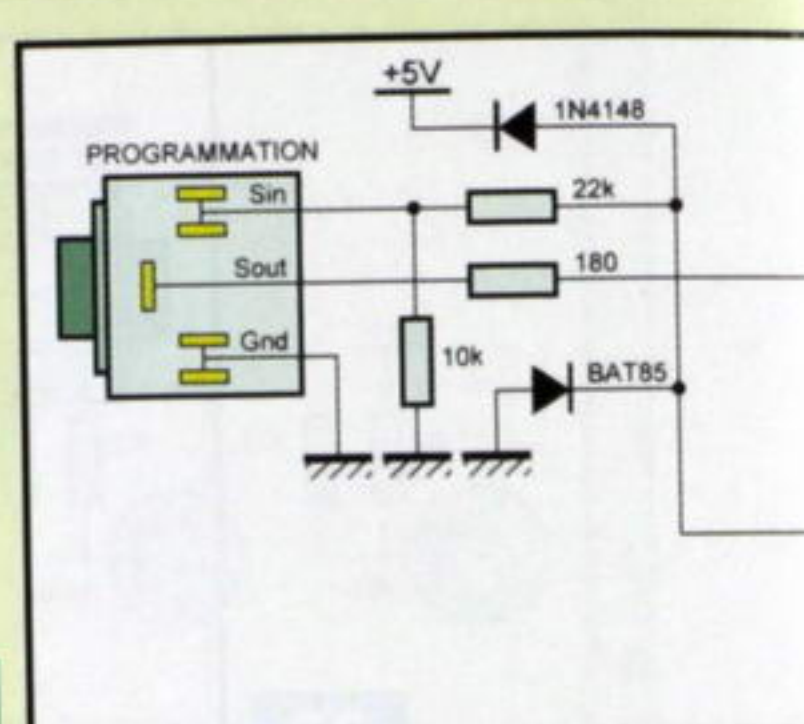 +5V
1N4148
PROGRAMMATION
Sin
22k
Sout
180
Gnd
10k
BAT85